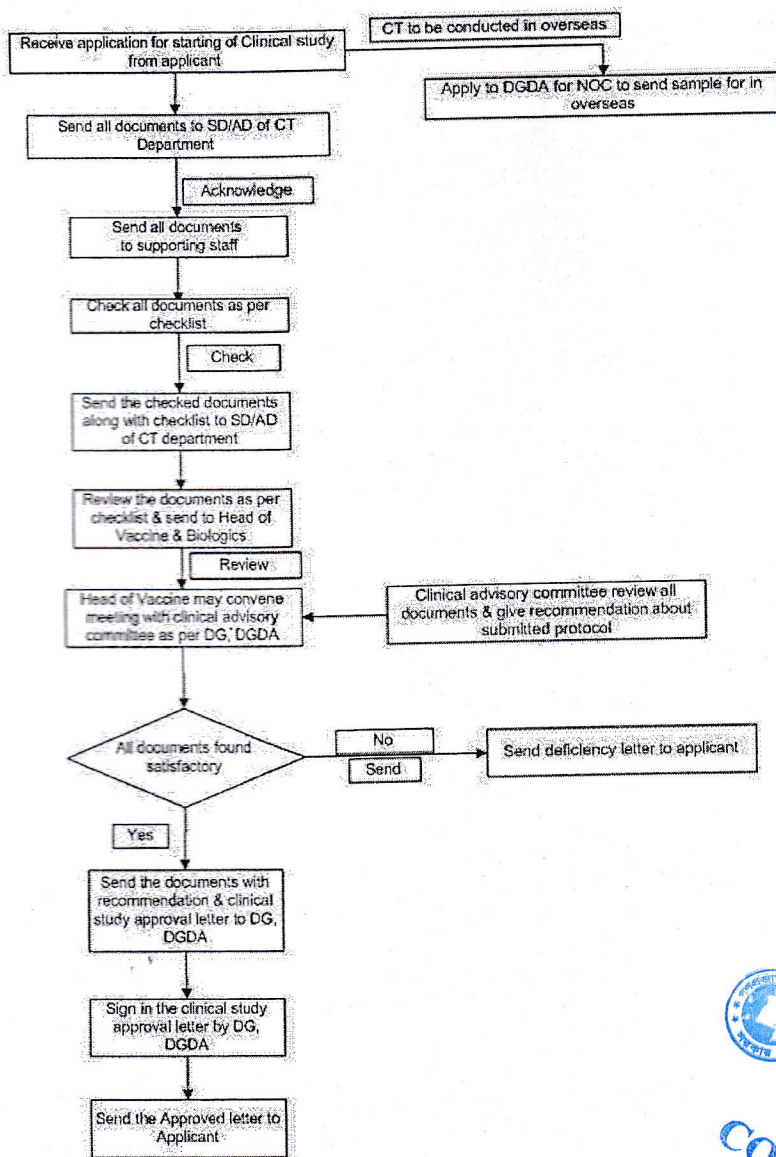 CT to be conducted in overseas
Receive application for starting of Clinical study
from applicant
Apply to DGDA for NOC to send sample for in
overseas
Send all documents to SD/AD of CT
Department
Acknowledge
Send all documents
to supporting staff
Check all documents as per
checklist
Check
Send the checked documents
along with checklist to SD/AD
of CT department
Review the documents as per
checklist & send to Head of
Vaccine & Biologics
Review
Head of Vaccine may convene
meeting with clinical advisory
committee as per DG, DGDA
Clinical advisory committee review all
documents & give recommendation about
submitted protocol
All documents found
satisfactory
No
Send
Send deficiency letter to applicant
Yes
Send the documents with
recommendation & clinical
study approval letter to DG,
DGDA
Sign in the clinical study
approval letter by DG,
DGDA
Send the Approved letter to
Applicant